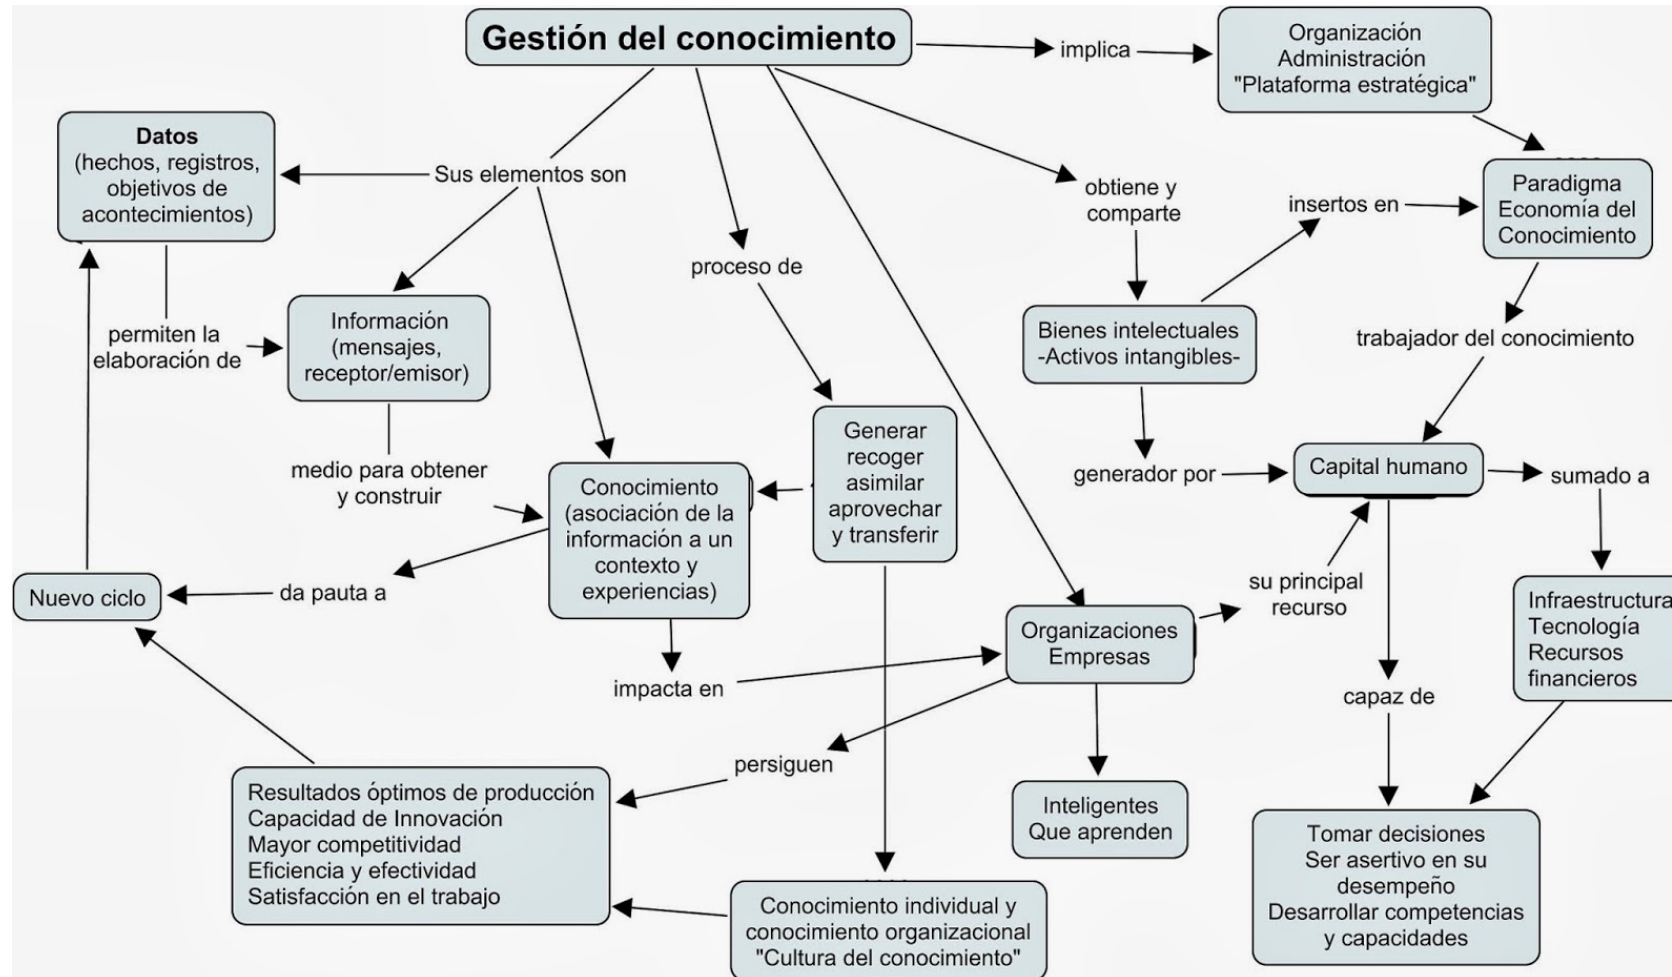 Gestión del conocimiento
implica
Organización
Administración
"Plataforma estratégica"
Datos
(hechos, registros,
objetivos de
acontecimientos)
Sus elementos son
obtiene y
comparte
insertos en
Paradigma
Economía del
Conocimiento
proceso de
permiten la
elaboración de
Información
(mensajes,
receptor/emisor)
Bienes intelectuales
-Activos intangibles-
trabajador del conocimiento
medio para obtener
y construir
Conocimiento
(asociación de la
información a un
contexto y
experiencias)
Generar
recoger
asimilar
aprovechar
y transferir
generador por
Capital humano
sumado a
Nuevo ciclo
da pauta a
su principal
recurso
Infraestructura
Tecnología
Recursos
financieros
Organizaciones
Empresas
impacta en
capaz de
persiguen
Resultados óptimos de producción
Capacidad de Innovación
Mayor competitividad
Eficiencia y efectividad
Satisfacción en el trabajo
Inteligentes
Que aprenden
Tomar decisiones
Ser asertivo en su
desempeño
Desarrollar competencias
y capacidades
Conocimiento individual y
conocimiento organizacional
"Cultura del conocimiento"